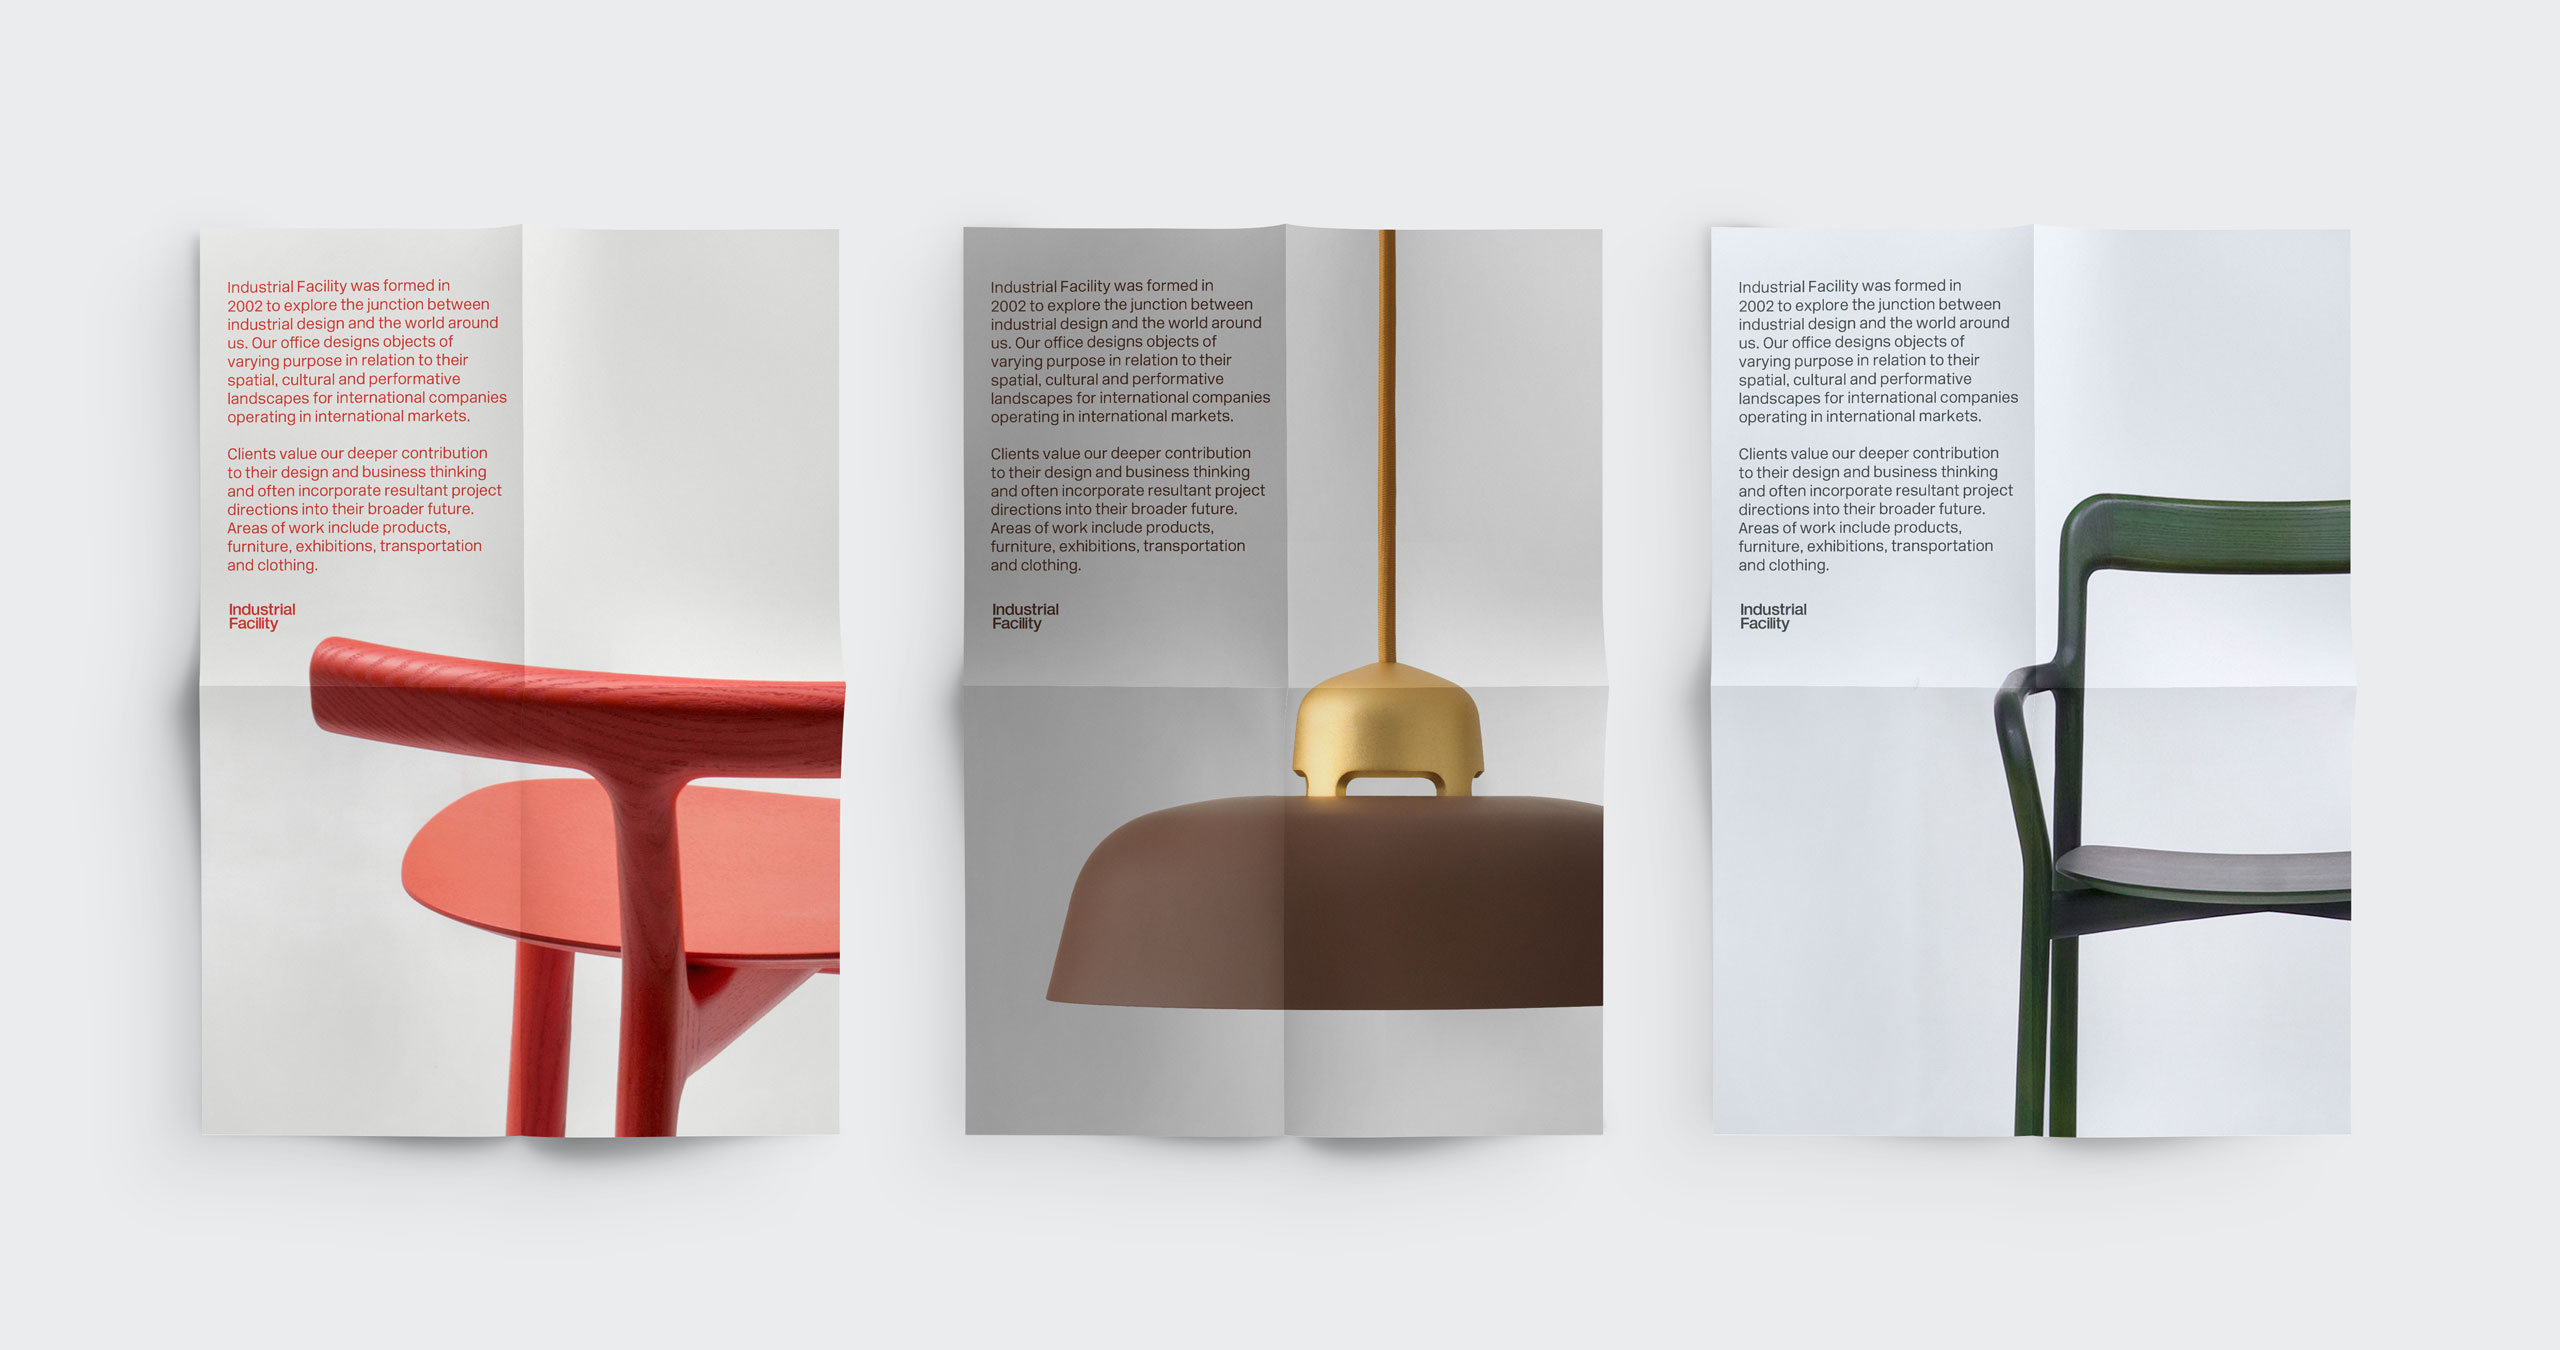 Industrial Facility was formed in
2002 to explore the junction between
industrial design and the world around
us. Our office designs objects of
varying purpose in relation to their
spatial, cultural and performative
landscapes for international companies
operating in international markets.
Clients value our deeper contribution
to their design and business thinking
and often incorporate resultant project
directions into their broader future.
Areas of work include products,
furniture, exhibitions, transportation
and clothing.
Industrial
Facility
Industrial Facility was formed in
2002 to explore the junction between
industrial design and the world around
us. Our office designs objects of
varying purpose in relation to their
spatial, cultural and performative
landscapes for international companies
operating in international markets.
Clients value our deeper contribution
to their design and business thinking
and often incorporate resultant project
directions into their broader future.
Areas of work include products,
furniture, exhibitions, transportation
and clothing.
Industrial
Facility
Industrial Facility was formed in
2002 to explore the junction between
industrial design and the world around
us. Our office designs objects of
varying purpose in relation to their
spatial, cultural and performative
landscapes for international companies
operating in international markets.
Clients value our deeper contribution
to their design and business thinking
and often incorporate resultant project
directions into their broader future.
Areas of work include products,
furniture, exhibitions, transportation
and clothing.
Industrial
Facility